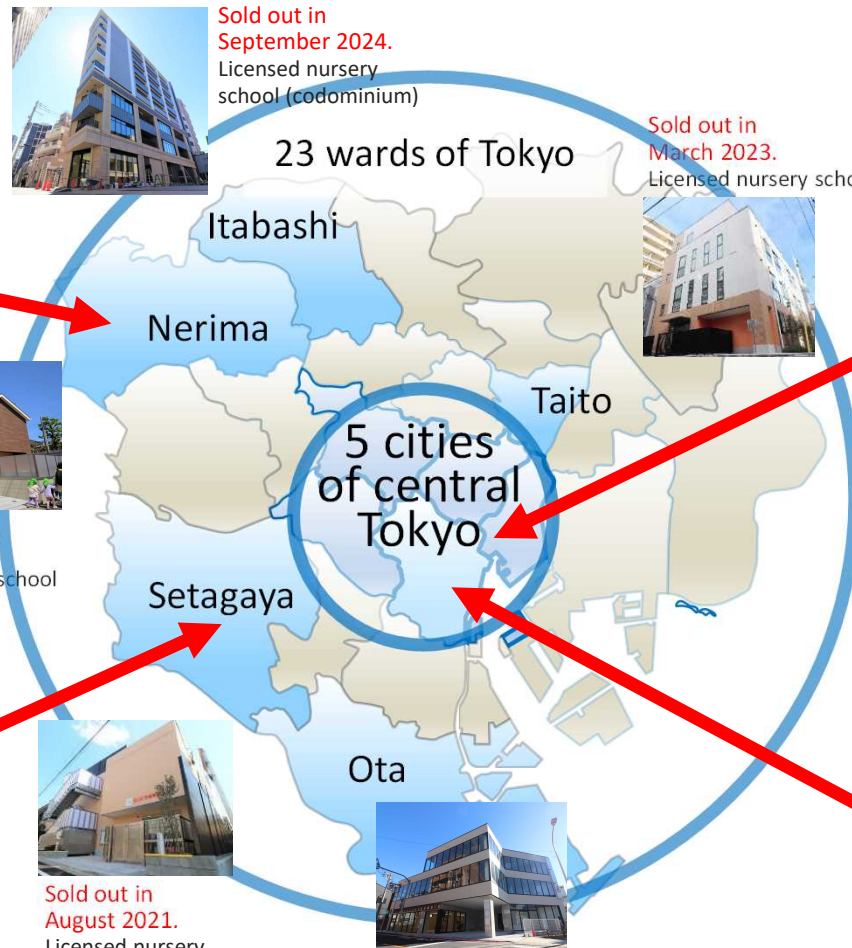 Sold out in
September 2024.
Licensed nursery
school (codominium)
23 wards of Tokyo
Sold out in
March 2023.
Licensed nursery scho
Itabashi
Nerima
Taito
5 cities
of central
Tokyo
school
Setagaya
Ota
Sold out in
August 2021.
Licensed nursery